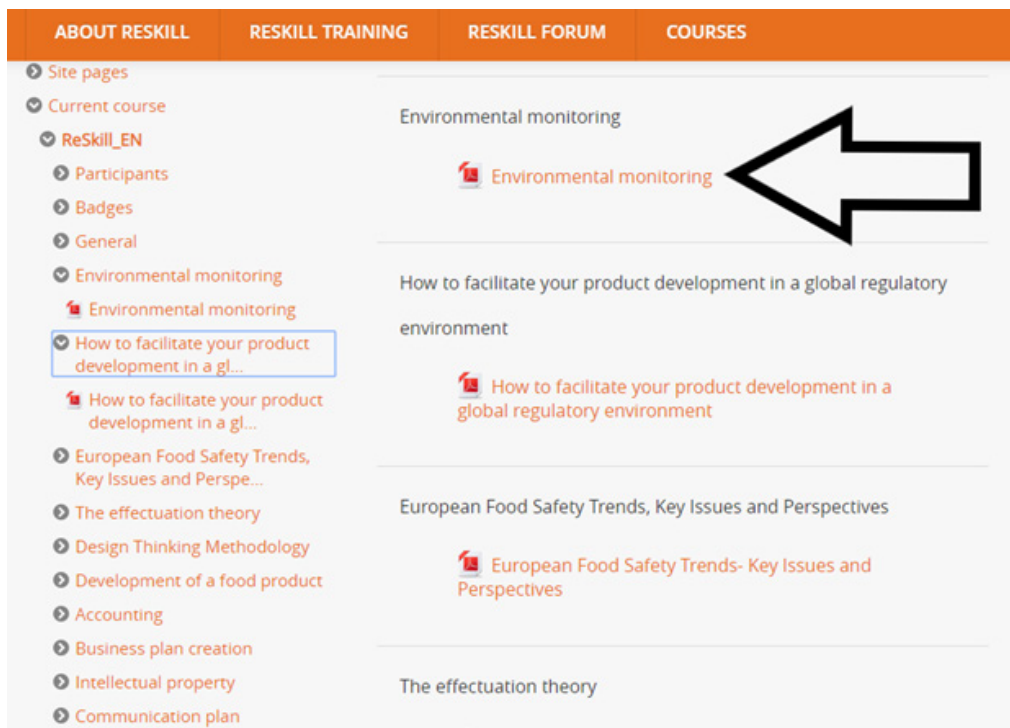 ABOUT RESKILL RESKILL TRAINING RESKILL FORUM COURSES
Site pages
Current course
ReSkill_EN
Participants
Badges
General
Environmental monitoring
Environmental monitoring
How to facilitate your product
development in a gl...
How to facilitate your product
development in a gl...
European Food Safety Trends,
Key Issues and Perspe...
The effectuation theory
Design Thinking Methodology
Development of a food product
Accounting
Business plan creation
Intellectual property
Communication plan
Environmental monitoring
Environmental monitoring
How to facilitate your product development in a global regulatory
environment
How to facilitate your product development in a
global regulatory environment
European Food Safety Trends, Key Issues and Perspectives
European Food Safety Trends- Key Issues and
Perspectives
The effectuation theory